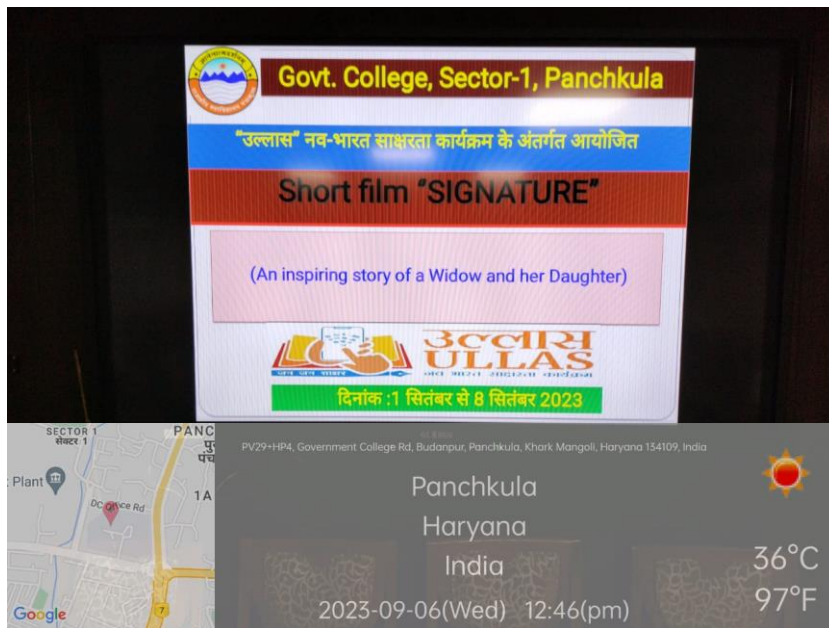 Govt. College, Sector-1, Panchkula
"उल्लास" नव-भारत साक्षरता कार्यक्रम के अंतर्गत आयोजित
Short film "SIGNATURE"
(An inspiring story of a Widow and her Daughter)
उल्लास
ULLAS
जन जन साक्षर
नव भारत साक्षरता कार्यक्रम
दिनांक :1 सितंबर से 8 सितंबर 2023
SECTOR 1
सेक्टर 1
PANC
Plant
DC Office Rd
1A
7
Google
PV29+HP4, Government College Rd, Budanpur, Panchkula, Khark Mangoli, Haryana 134109, India
Panchkula
Haryana
India
2023-09-06(Wed) 12:46(pm)
36°C
97°F